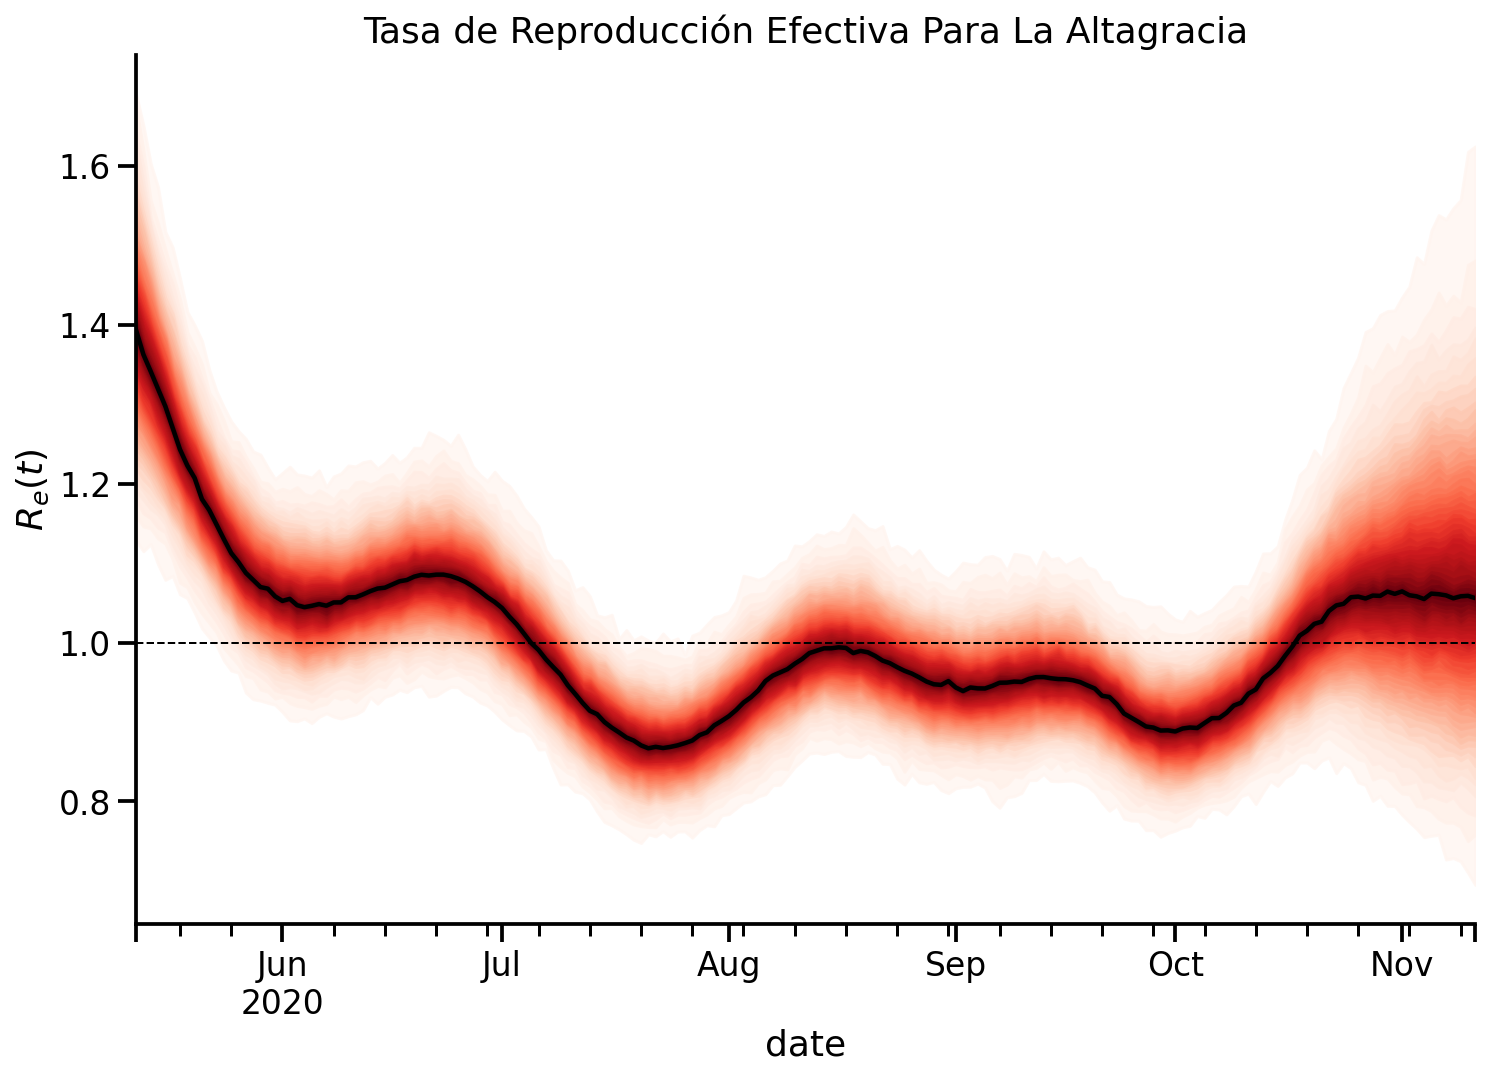 Tasa de Reproducción Efectiva Para La Altagracia
1.6
1.4
1.2
1.0
0.8
Rₑ(t)
Jun Jul Aug Sep Oct Nov
2020
date